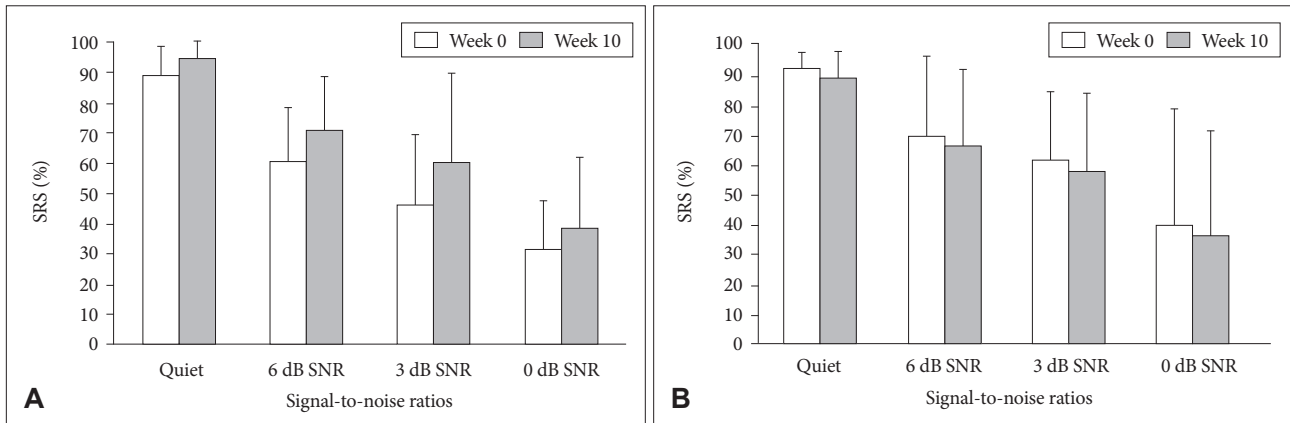 Week 0 Week 10
100
90
80
70
60
50
40
30
20
10
0
SRS (%)
Quiet 6 dB SNR 3 dB SNR 0 dB SNR
Signal-to-noise ratios
A
Week 0 Week 10
100
90
80
70
60
50
40
30
20
10
0
SRS (%)
Quiet 6 dB SNR 3 dB SNR 0 dB SNR
Signal-to-noise ratios
B